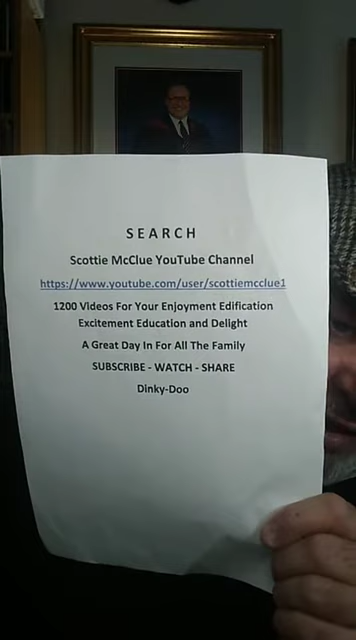 SEARCH
Scottie McClue YouTube Channel
https://www.youtube.com/user/scottiemcclue1
1200 Videos For Your Enjoyment Edification
Excitement Education and Delight
A Great Day In For All The Family
SUBSCRIBE - WATCH - SHARE
Dinky-Doo